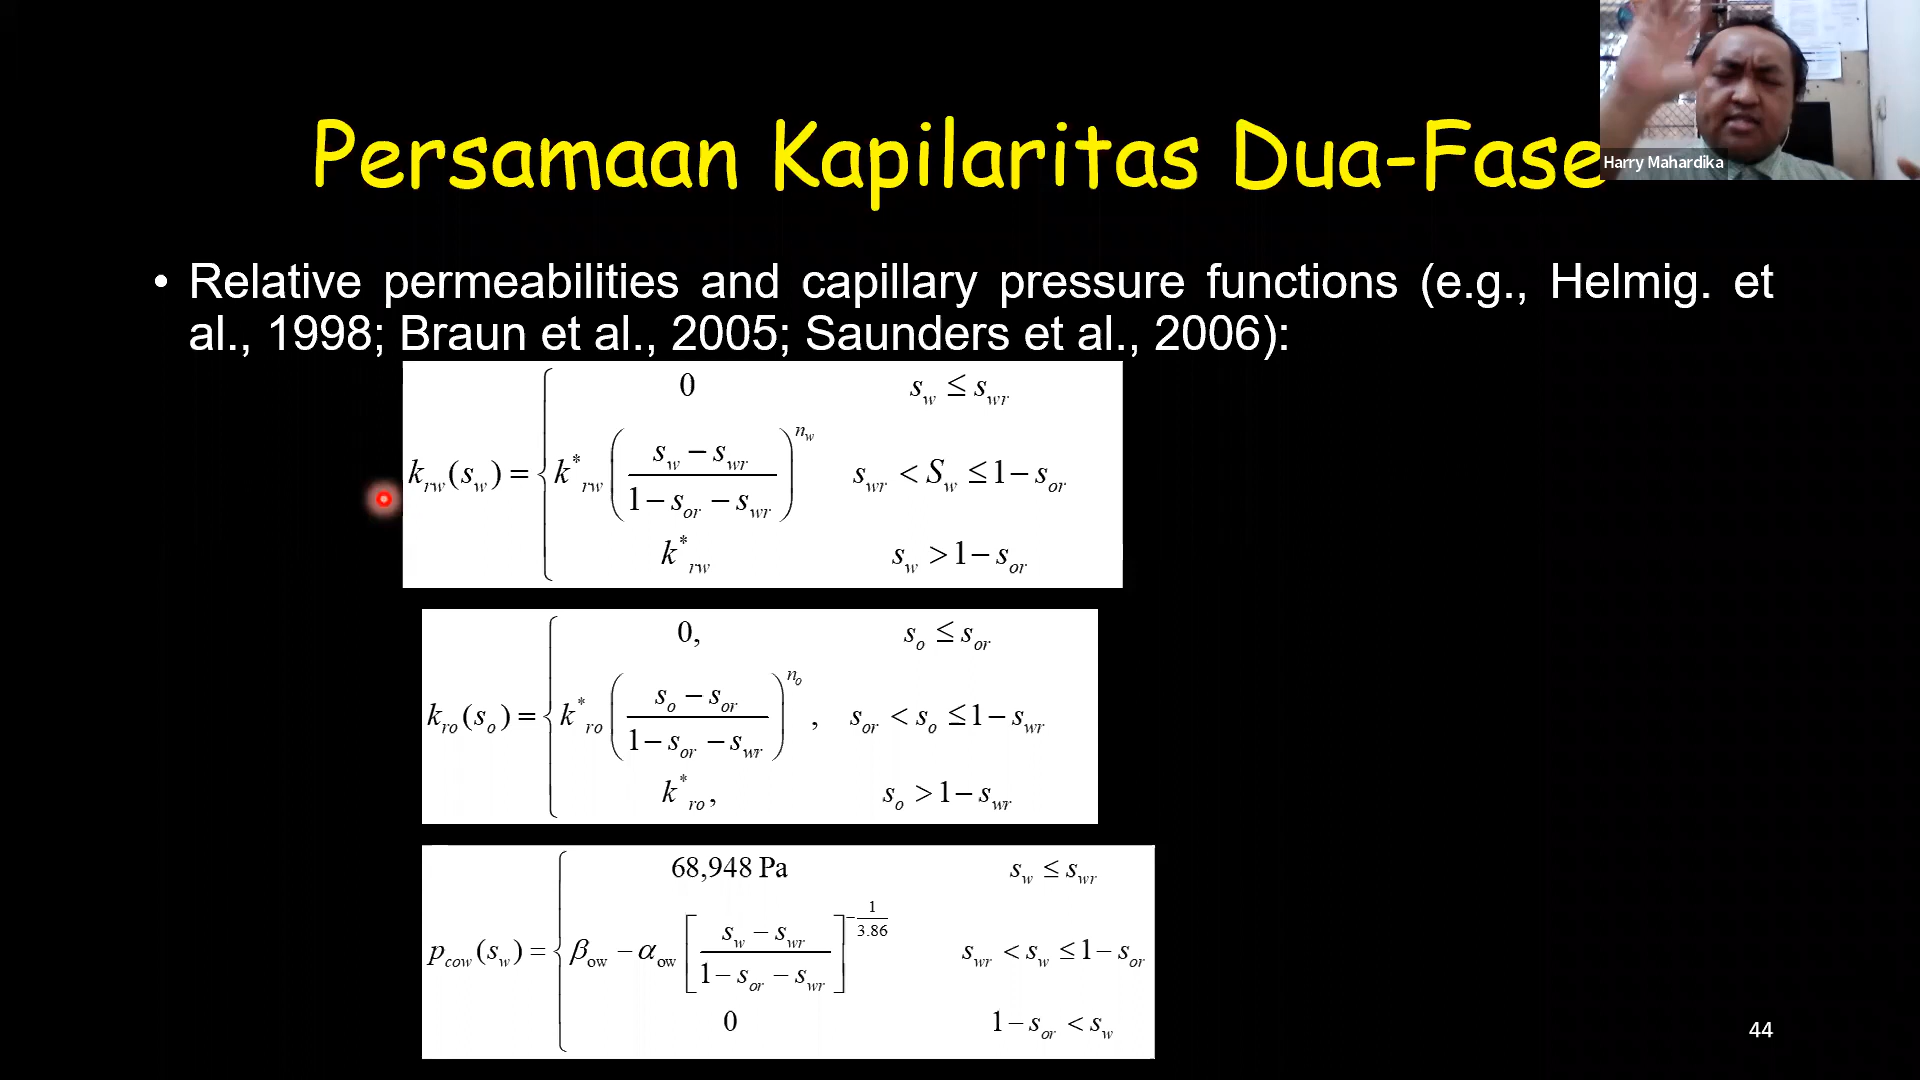 Persamaan Kapilaritas Dua-Fase
Harry Mahardika
• Relative permeabilities and capillary pressure functions (e.g., Helmig. et
al., 1998; Braun et al., 2005; Saunders et al., 2006):
0 s_w ≤ s_wr
k_rw(s_w) = { k*_rw ((s_w − s_wr)/(1 − s_or − s_wr))^n_w s_wr < S_w ≤ 1 − s_or
k*_rw s_w > 1 − s_or
0, s_o ≤ s_or
k_ro(s_o) = { k*_ro ((s_o − s_or)/(1 − s_or − s_wr))^n_o , s_or < s_o ≤ 1 − s_wr
k*_ro, s_o > 1 − s_wr
68,948 Pa s_w ≤ s_wr
p_cow(s_w) = { β_ow − α_ow [(s_w − s_wr)/(1 − s_or − s_wr)]^−1/3.86 s_wr < s_w ≤ 1 − s_or
0 1 − s_or < s_w
44